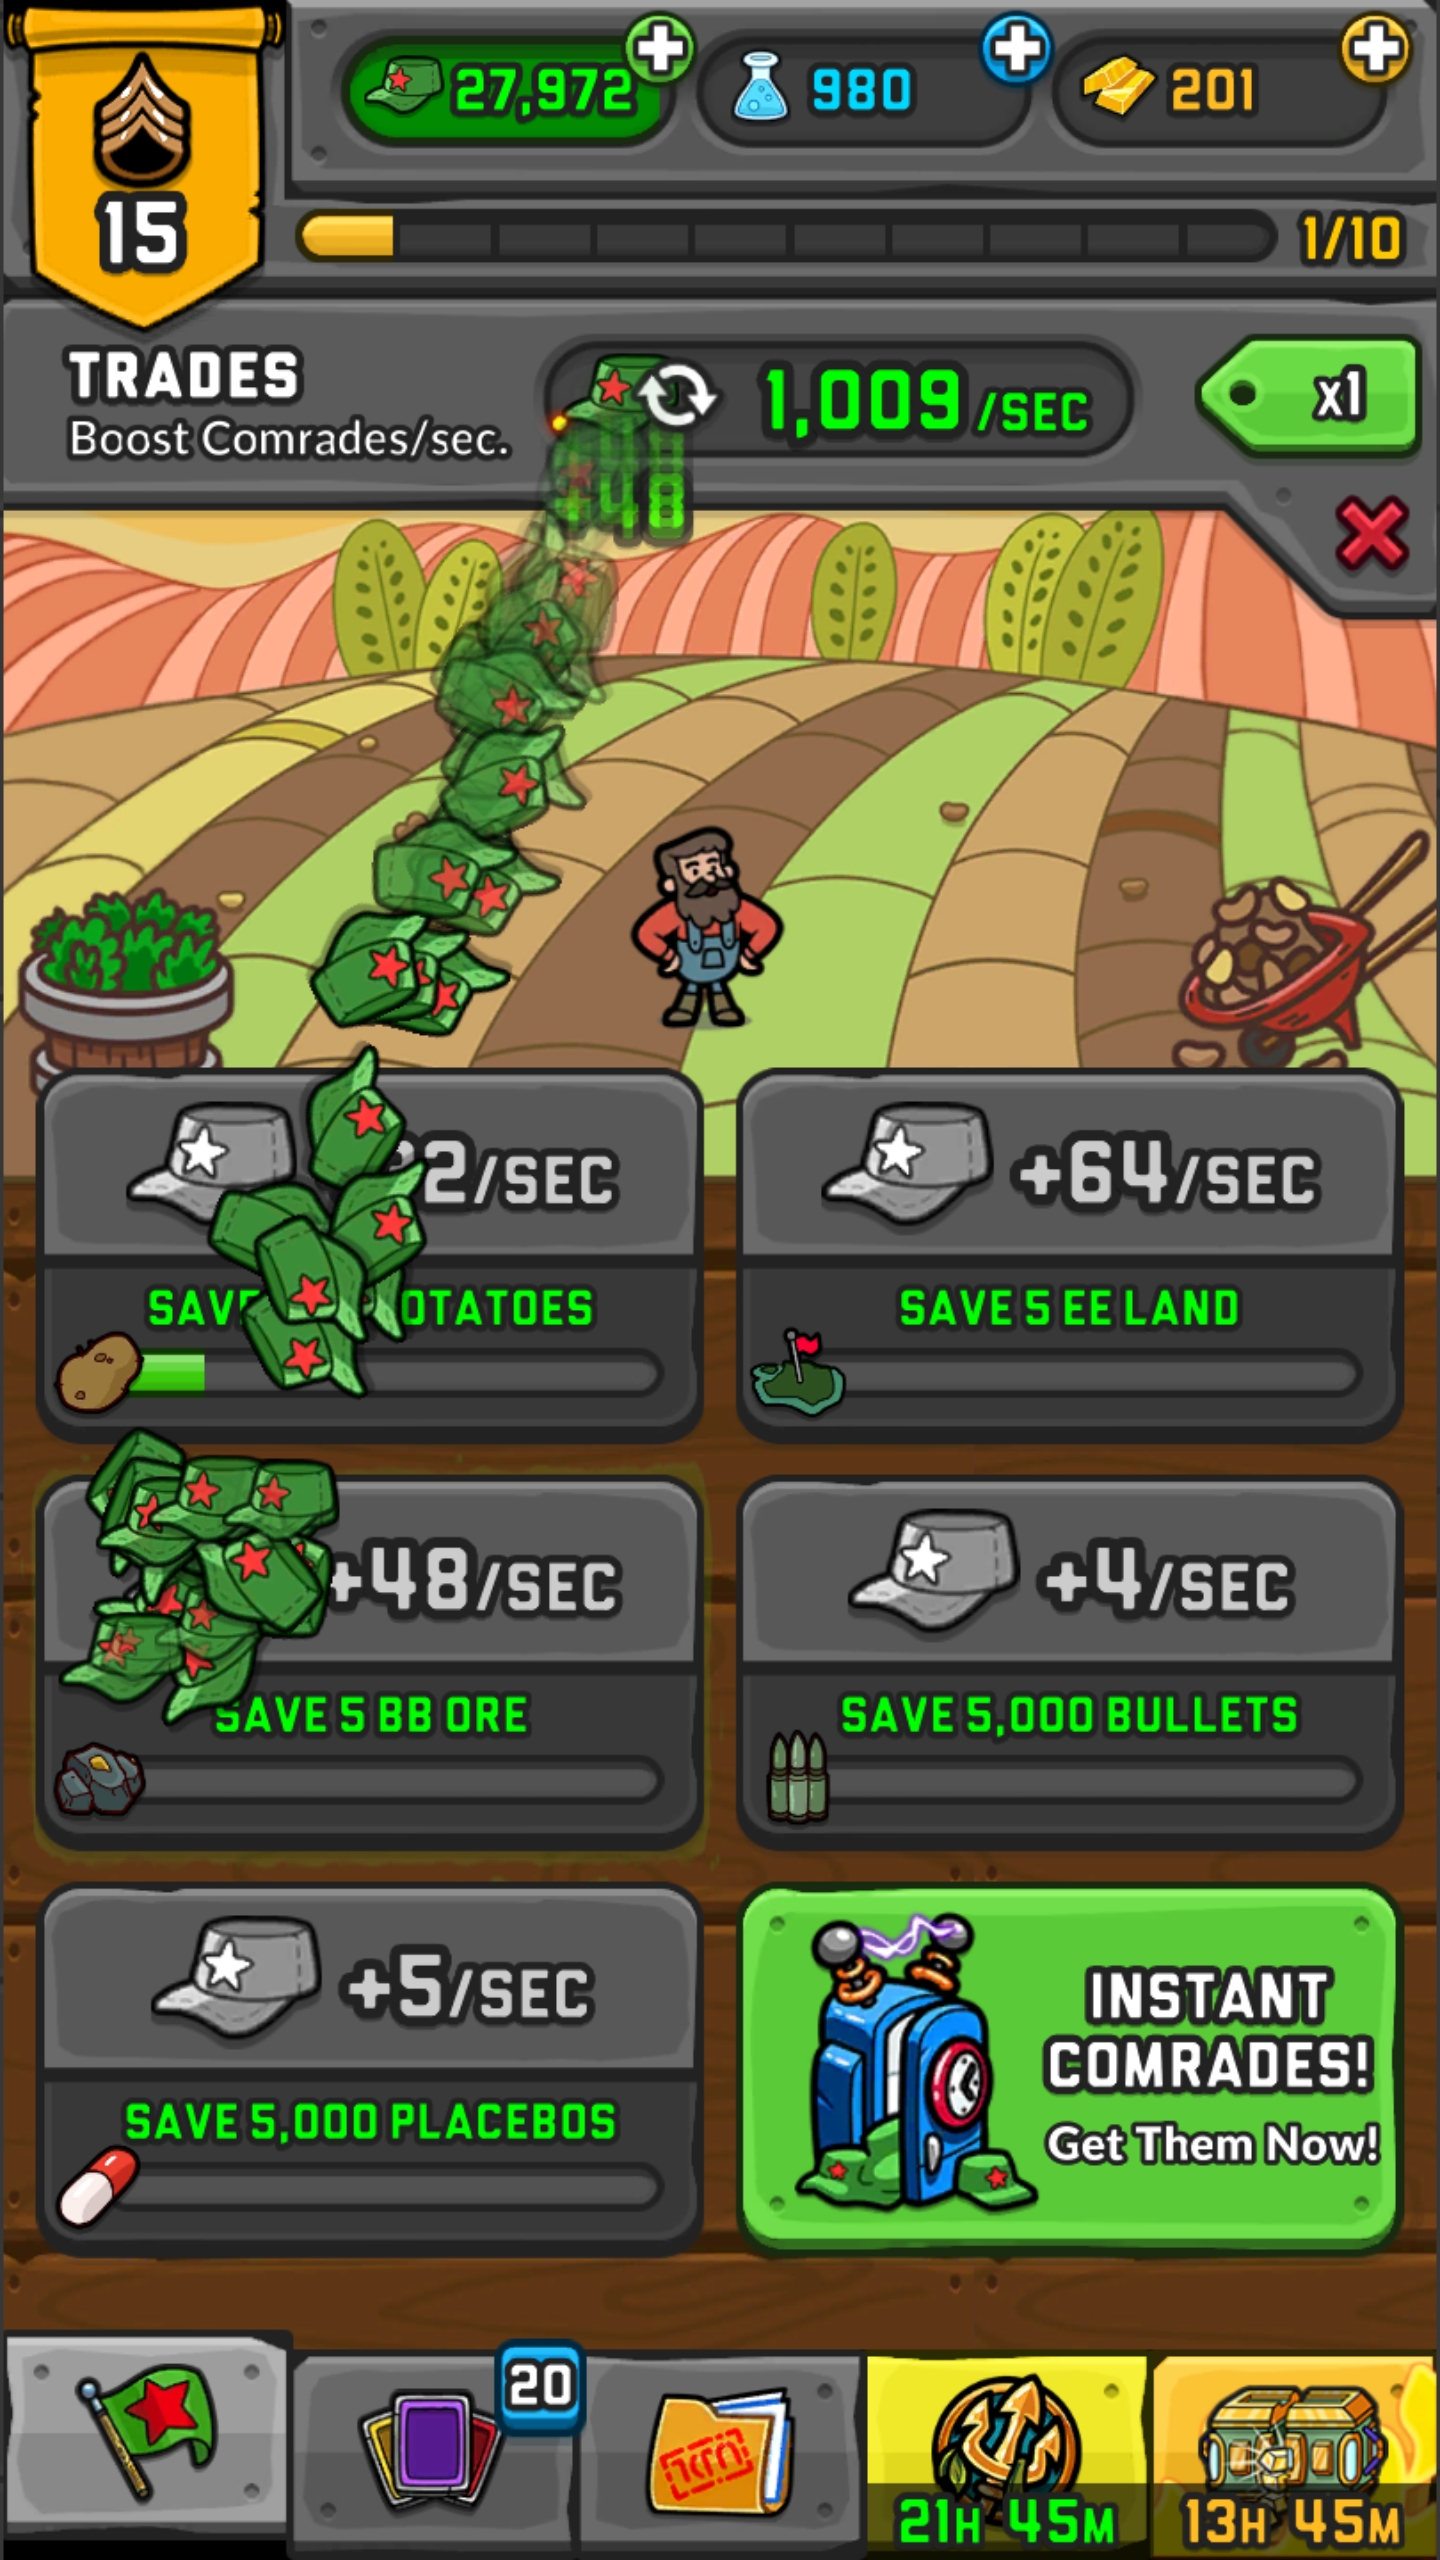 27,972
980
201
15
1/10
TRADES
Boost Comrades/sec.
1,009 /SEC
x1
+48
2/SEC
+64/SEC
OTATOES
SAVE 5 EE LAND
+48/SEC
+4/SEC
SAVE 5 BB ORE
SAVE 5,000 BULLETS
+5/SEC
INSTANT
COMRADES!
Get Them Now!
SAVE 5,000 PLACEBOS
20
21H 45M
13H 45M